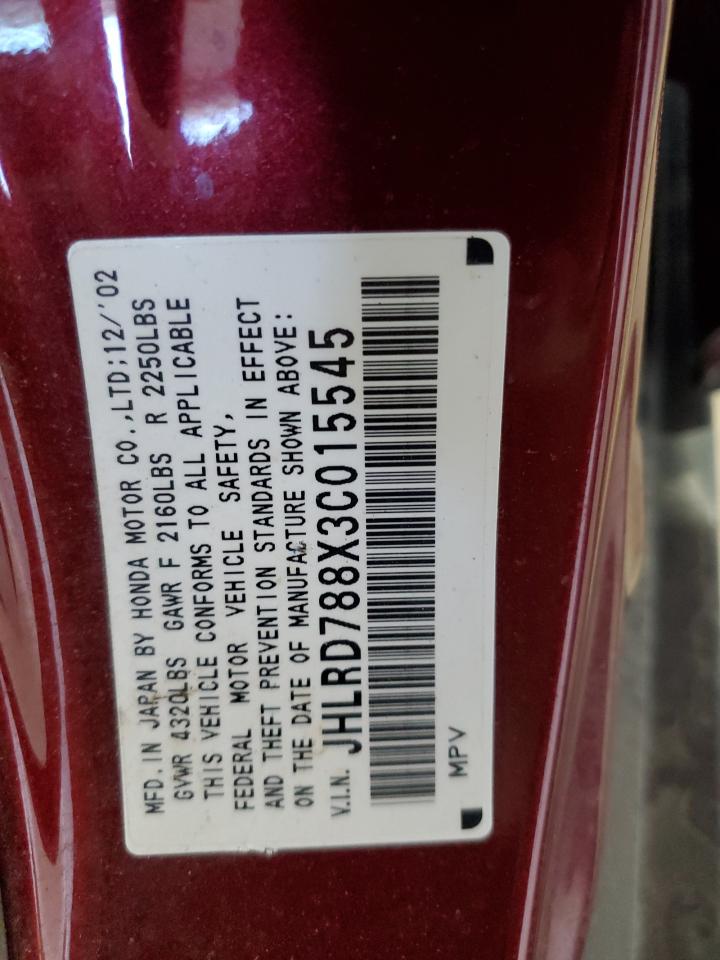 MFD.IN JAPAN BY HONDA MOTOR CO.,LTD;12/'02
GVWR 4320LBS GAWR F 2160LBS R 2250LBS
THIS VEHICLE CONFORMS TO ALL APPLICABLE
FEDERAL MOTOR VEHICLE SAFETY,
AND THEFT PREVENTION STANDARDS IN EFFECT
ON THE DATE OF MANUFACTURE SHOWN ABOVE:
V.I.N. JHLRD788X3C015545
MPV